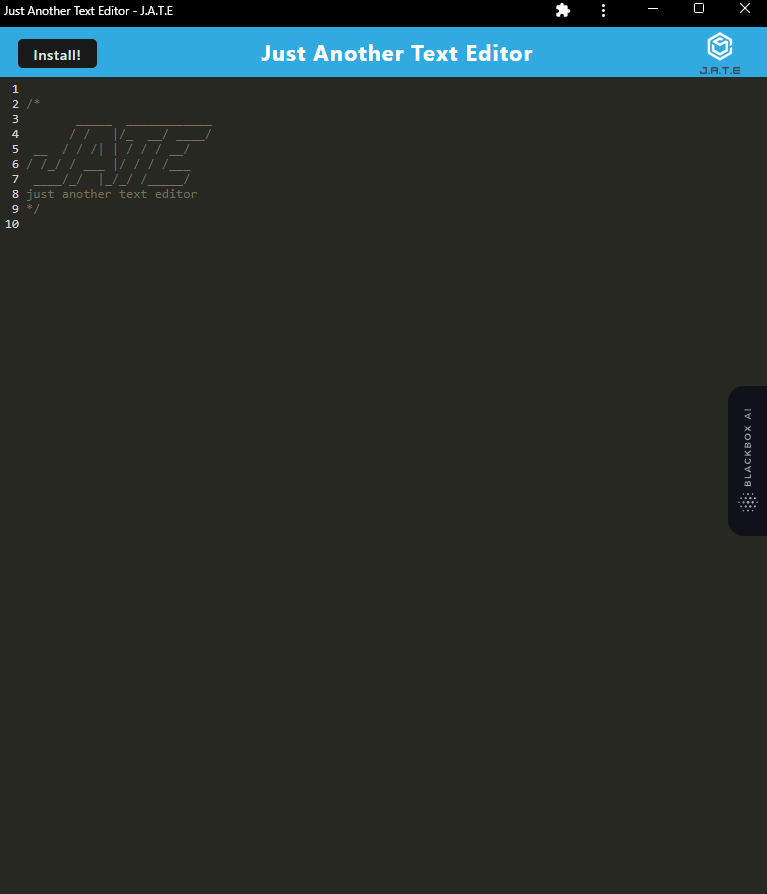 Just Another Text Editor - J.A.T.E
Install!
Just Another Text Editor
J.A.T.E
1
2 /*
3        _____  ____________
4       / /   |/_  __/ ____/
5  __  / / /| | / / / __/
6 / /_/ / ___ |/ / / /___
7  ____/_/  |_/_/ /_____/
8 just another text editor
9 */
10
BLACKBOX AI